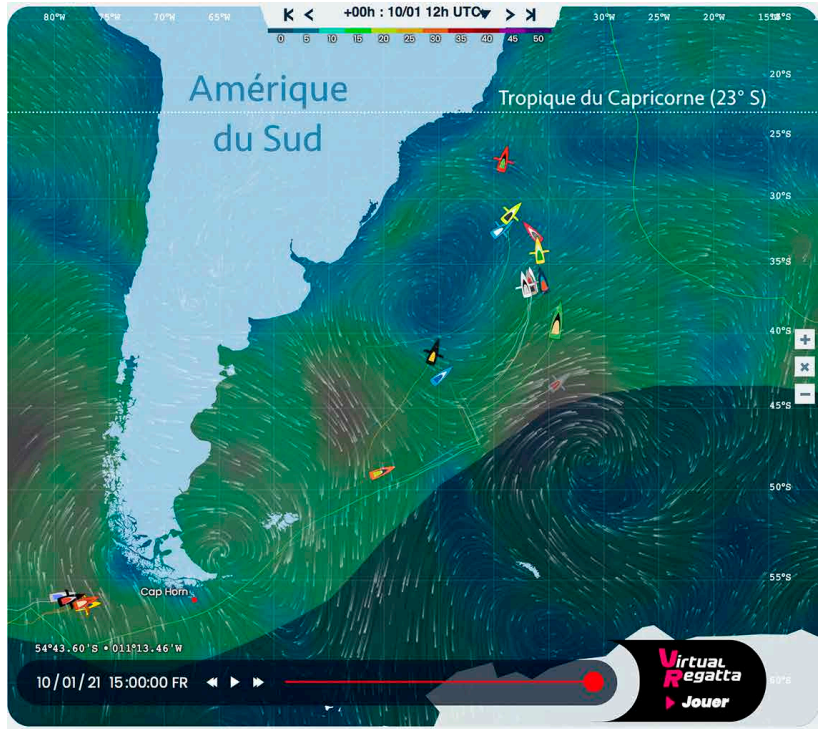 +00h : 10/01 12h UTC
0 5 10 15 20 25 30 35 40 45 50
80°W 75°W 70°W 65°W 30°W 25°W 20°W
20°S
Amérique
du Sud
Tropique du Capricorne (23° S)
25°S
30°S
35°S
40°S
45°S
50°S
55°S
Cap Horn
54°43.60'S • 011°13.46'W
10/01/21 15:00:00 FR
Virtual
Regatta
Jouer
60°S